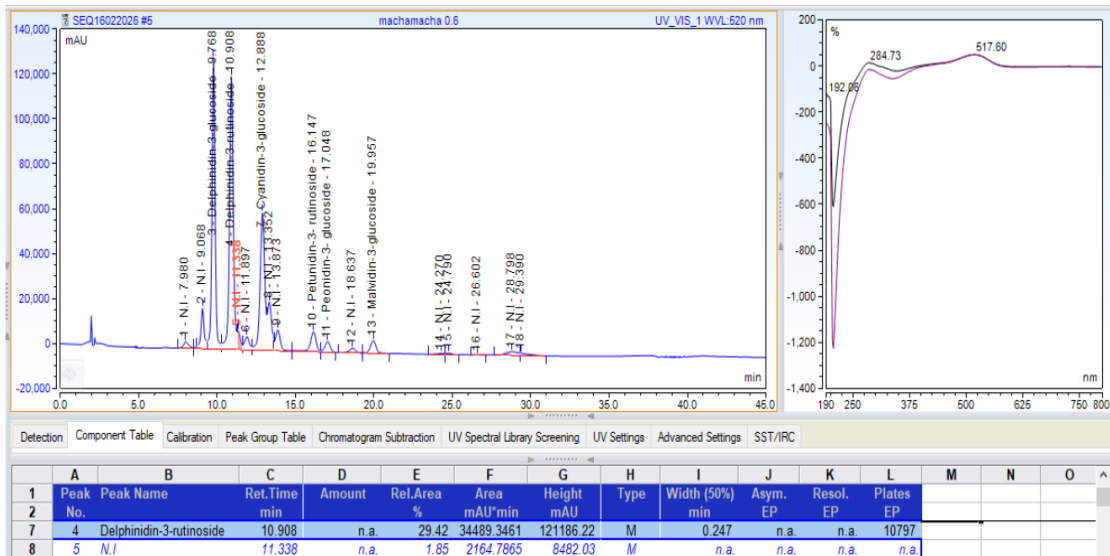 SEQ16022026 #5 machamacha 0.6 UV_VIS_1 WVL:520 nm
mAU
140,000
120,000
100,000
80,000
60,000
40,000
20,000
0
-20,000
1 - N.I - 7.980
2 - N.I - 9.068
3 - Delphinidin-3-glucoside - 9.768
4 - Delphinidin-3-rutinoside - 10.908
5 - N.I - 11.338
6 - N.I - 11.897
7 - Cyanidin-3-glucoside - 12.888
8 - N.I - 13.352
9 - N.I - 13.873
10 - Petunidin-3- rutinoside - 16.147
11 - Peonidin-3- glucoside - 17.048
12 - N.I - 18.637
13 - Malvidin-3-glucoside - 19.957
14 - N.I - 24.270
15 - N.I - 24.790
16 - N.I - 26.602
17 - N.I - 28.798
18 - N.I - 29.390
min
0.0 5.0 10.0 15.0 20.0 25.0 30.0 35.0 40.0 45.0
%
200
0
-200
-400
-600
-800
-1,000
-1,200
-1,400
192.06
284.73
517.60
nm
190 250 375 500 625 750 800
Detection Component Table Calibration Peak Group Table Chromatogram Subtraction UV Spectral Library Screening UV Settings Advanced Settings SST/IRC
A B C D E F G H I J K L M N O
1 Peak Peak Name Ret.Time Amount Rel.Area Area Height Type Width (50%) Asym. Resol. Plates
2 No. min % mAU*min mAU min EP EP EP
7 4 Delphinidin-3-rutinoside 10.908 n.a. 29.42 34489.3461 121186.22 M 0.247 n.a. n.a. 10797
8 5 N.I 11.338 n.a. 1.85 2164.7865 8482.03 M n.a. n.a. n.a. n.a.